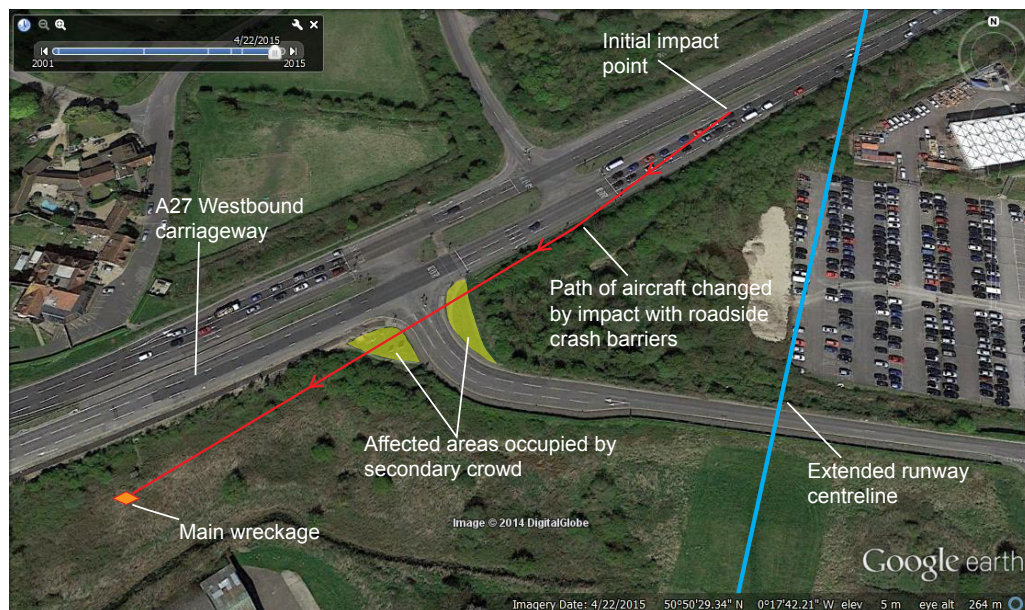 4/22/2015
2001
2015
N
Initial impact
point
A27 Westbound
carriageway
Path of aircraft changed
by impact with roadside
crash barriers
Affected areas occupied by
secondary crowd
Extended runway
centreline
Main wreckage
Image © 2014 DigitalGlobe
Google earth
Imagery Date: 4/22/2015 50°50'29.34" N 0°17'42.21" W elev 5 m eye alt 264 m